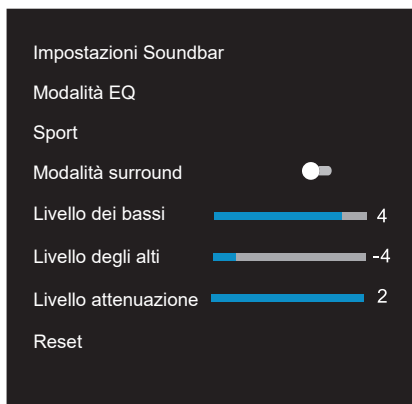 Impostazioni Soundbar
Modalità EQ
Sport
Modalità surround
Livello dei bassi 4
Livello degli alti -4
Livello attenuazione 2
Reset